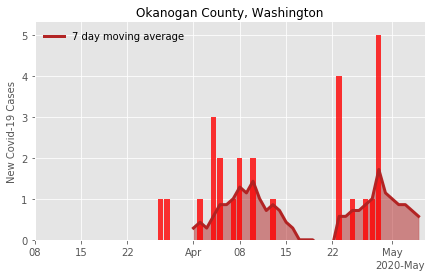 Okanogan County, Washington
7 day moving average
New Covid-19 Cases
5
4
3
2
1
0
08 15 22 Apr 08 15 22 May
2020-May